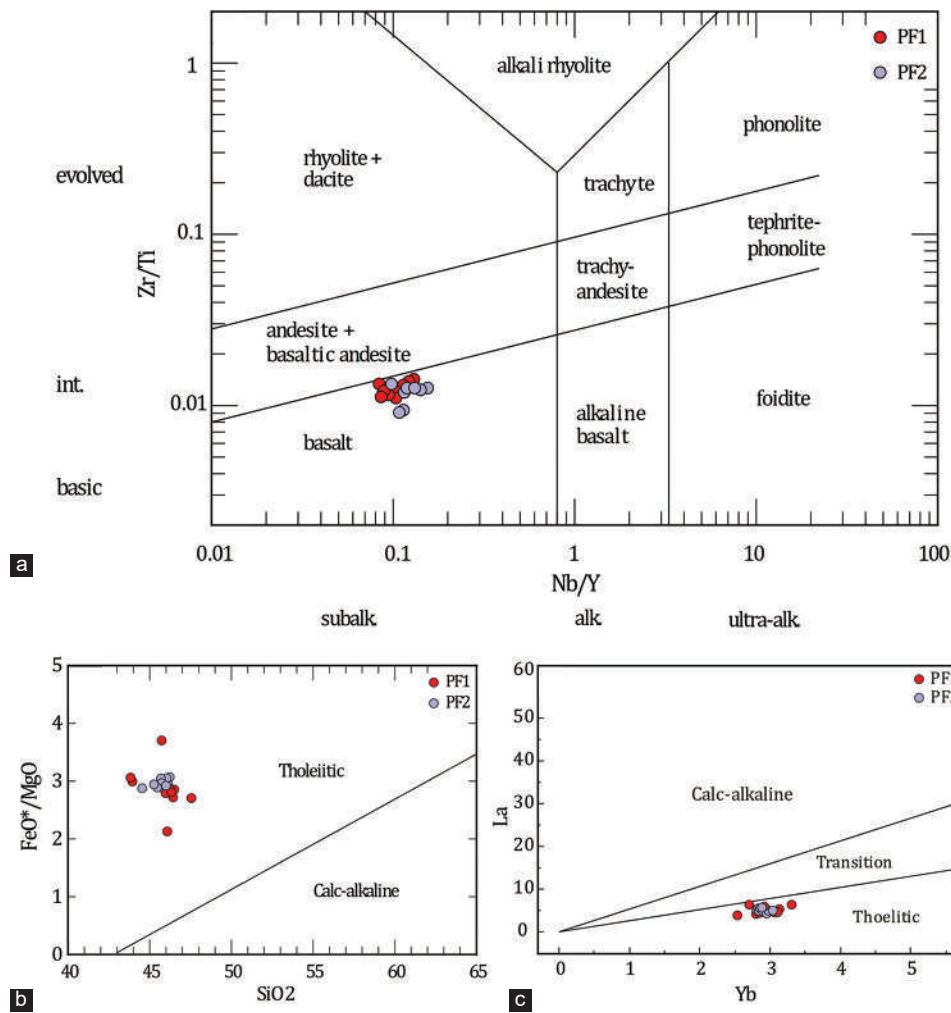 PF1
PF2
1
0.1
0.01
Zr/Ti
evolved
int.
basic
alkali rhyolite
phonolite
rhyolite +
dacite
trachyte
tephrite-
phonolite
trachy-
andesite
andesite +
basaltic andesite
alkaline
basalt
foidite
basalt
0.01
0.1
1
10
100
Nb/Y
a
subalk.
alk.
ultra-alk.
5
4
3
2
1
0
FeO*/MgO
PF1
PF2
Tholeiitic
Calc-alkaline
40
45
50
55
60
65
SiO2
b
60
50
40
30
20
10
0
La
PF
PF
Calc-alkaline
Transition
Thoelitic
0
1
2
3
4
5
Yb
c